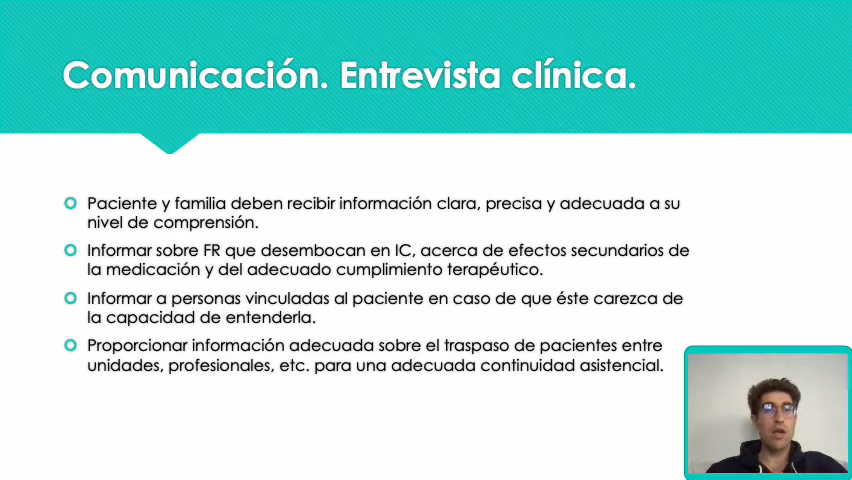 Comunicación. Entrevista clínica.
Paciente y familia deben recibir información clara, precisa y adecuada a su
nivel de comprensión.
Informar sobre FR que desembocan en IC, acerca de efectos secundarios de
la medicación y del adecuado cumplimiento terapéutico.
Informar a personas vinculadas al paciente en caso de que éste carezca de
la capacidad de entenderla.
Proporcionar información adecuada sobre el traspaso de pacientes entre
unidades, profesionales, etc. para una adecuada continuidad asistencial.